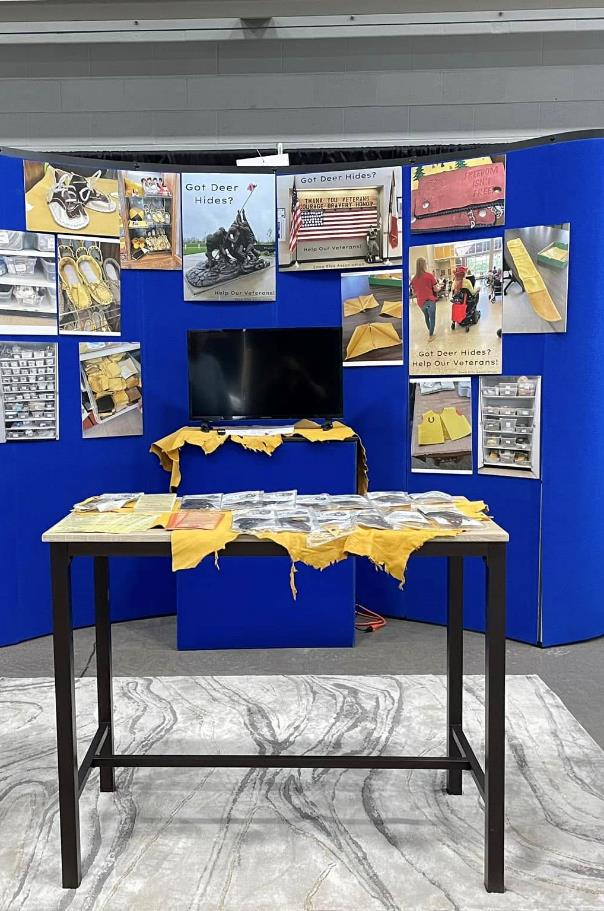 Got Deer
Hides?
Help Our Veterans!
Got Deer Hides?
THANK YOU VETERANS
COURAGE BRAVERY HONOR
Help Our Veterans!
FREEDOM
ISN'T
FREE
Got Deer Hides?
Help Our Veterans!